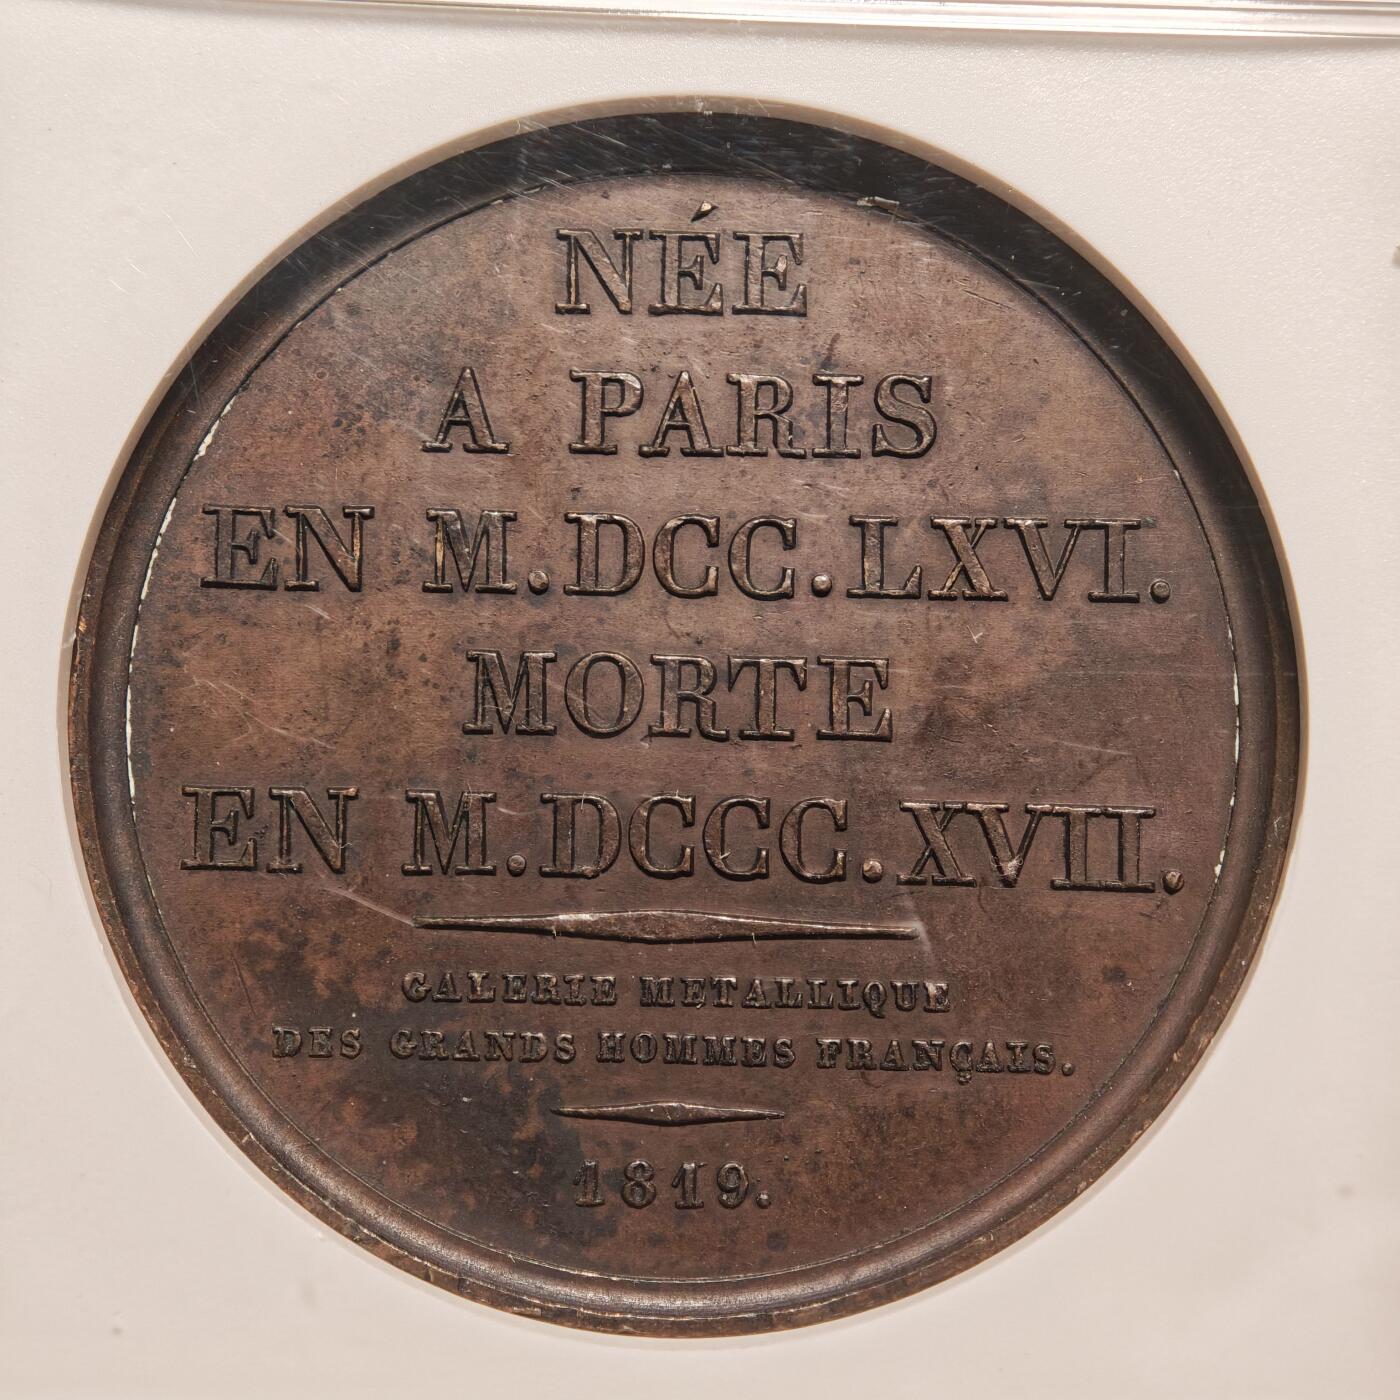 NÉE
A PARIS
EN M.DCC.LXVI.
MORTE
EN M.DCCC.XVII.
GALERIE METALLIQUE
DES GRANDS HOMMES FRANÇAIS.
1819.